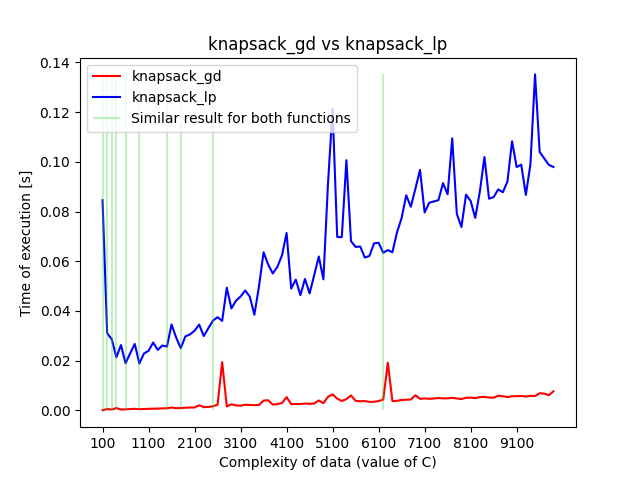 knapsack_gd vs knapsack_lp
knapsack_gd
knapsack_lp
Similar result for both functions
0.14
0.12
0.10
0.08
0.06
0.04
0.02
0.00
Time of execution [s]
100 1100 2100 3100 4100 5100 6100 7100 8100 9100
Complexity of data (value of C)